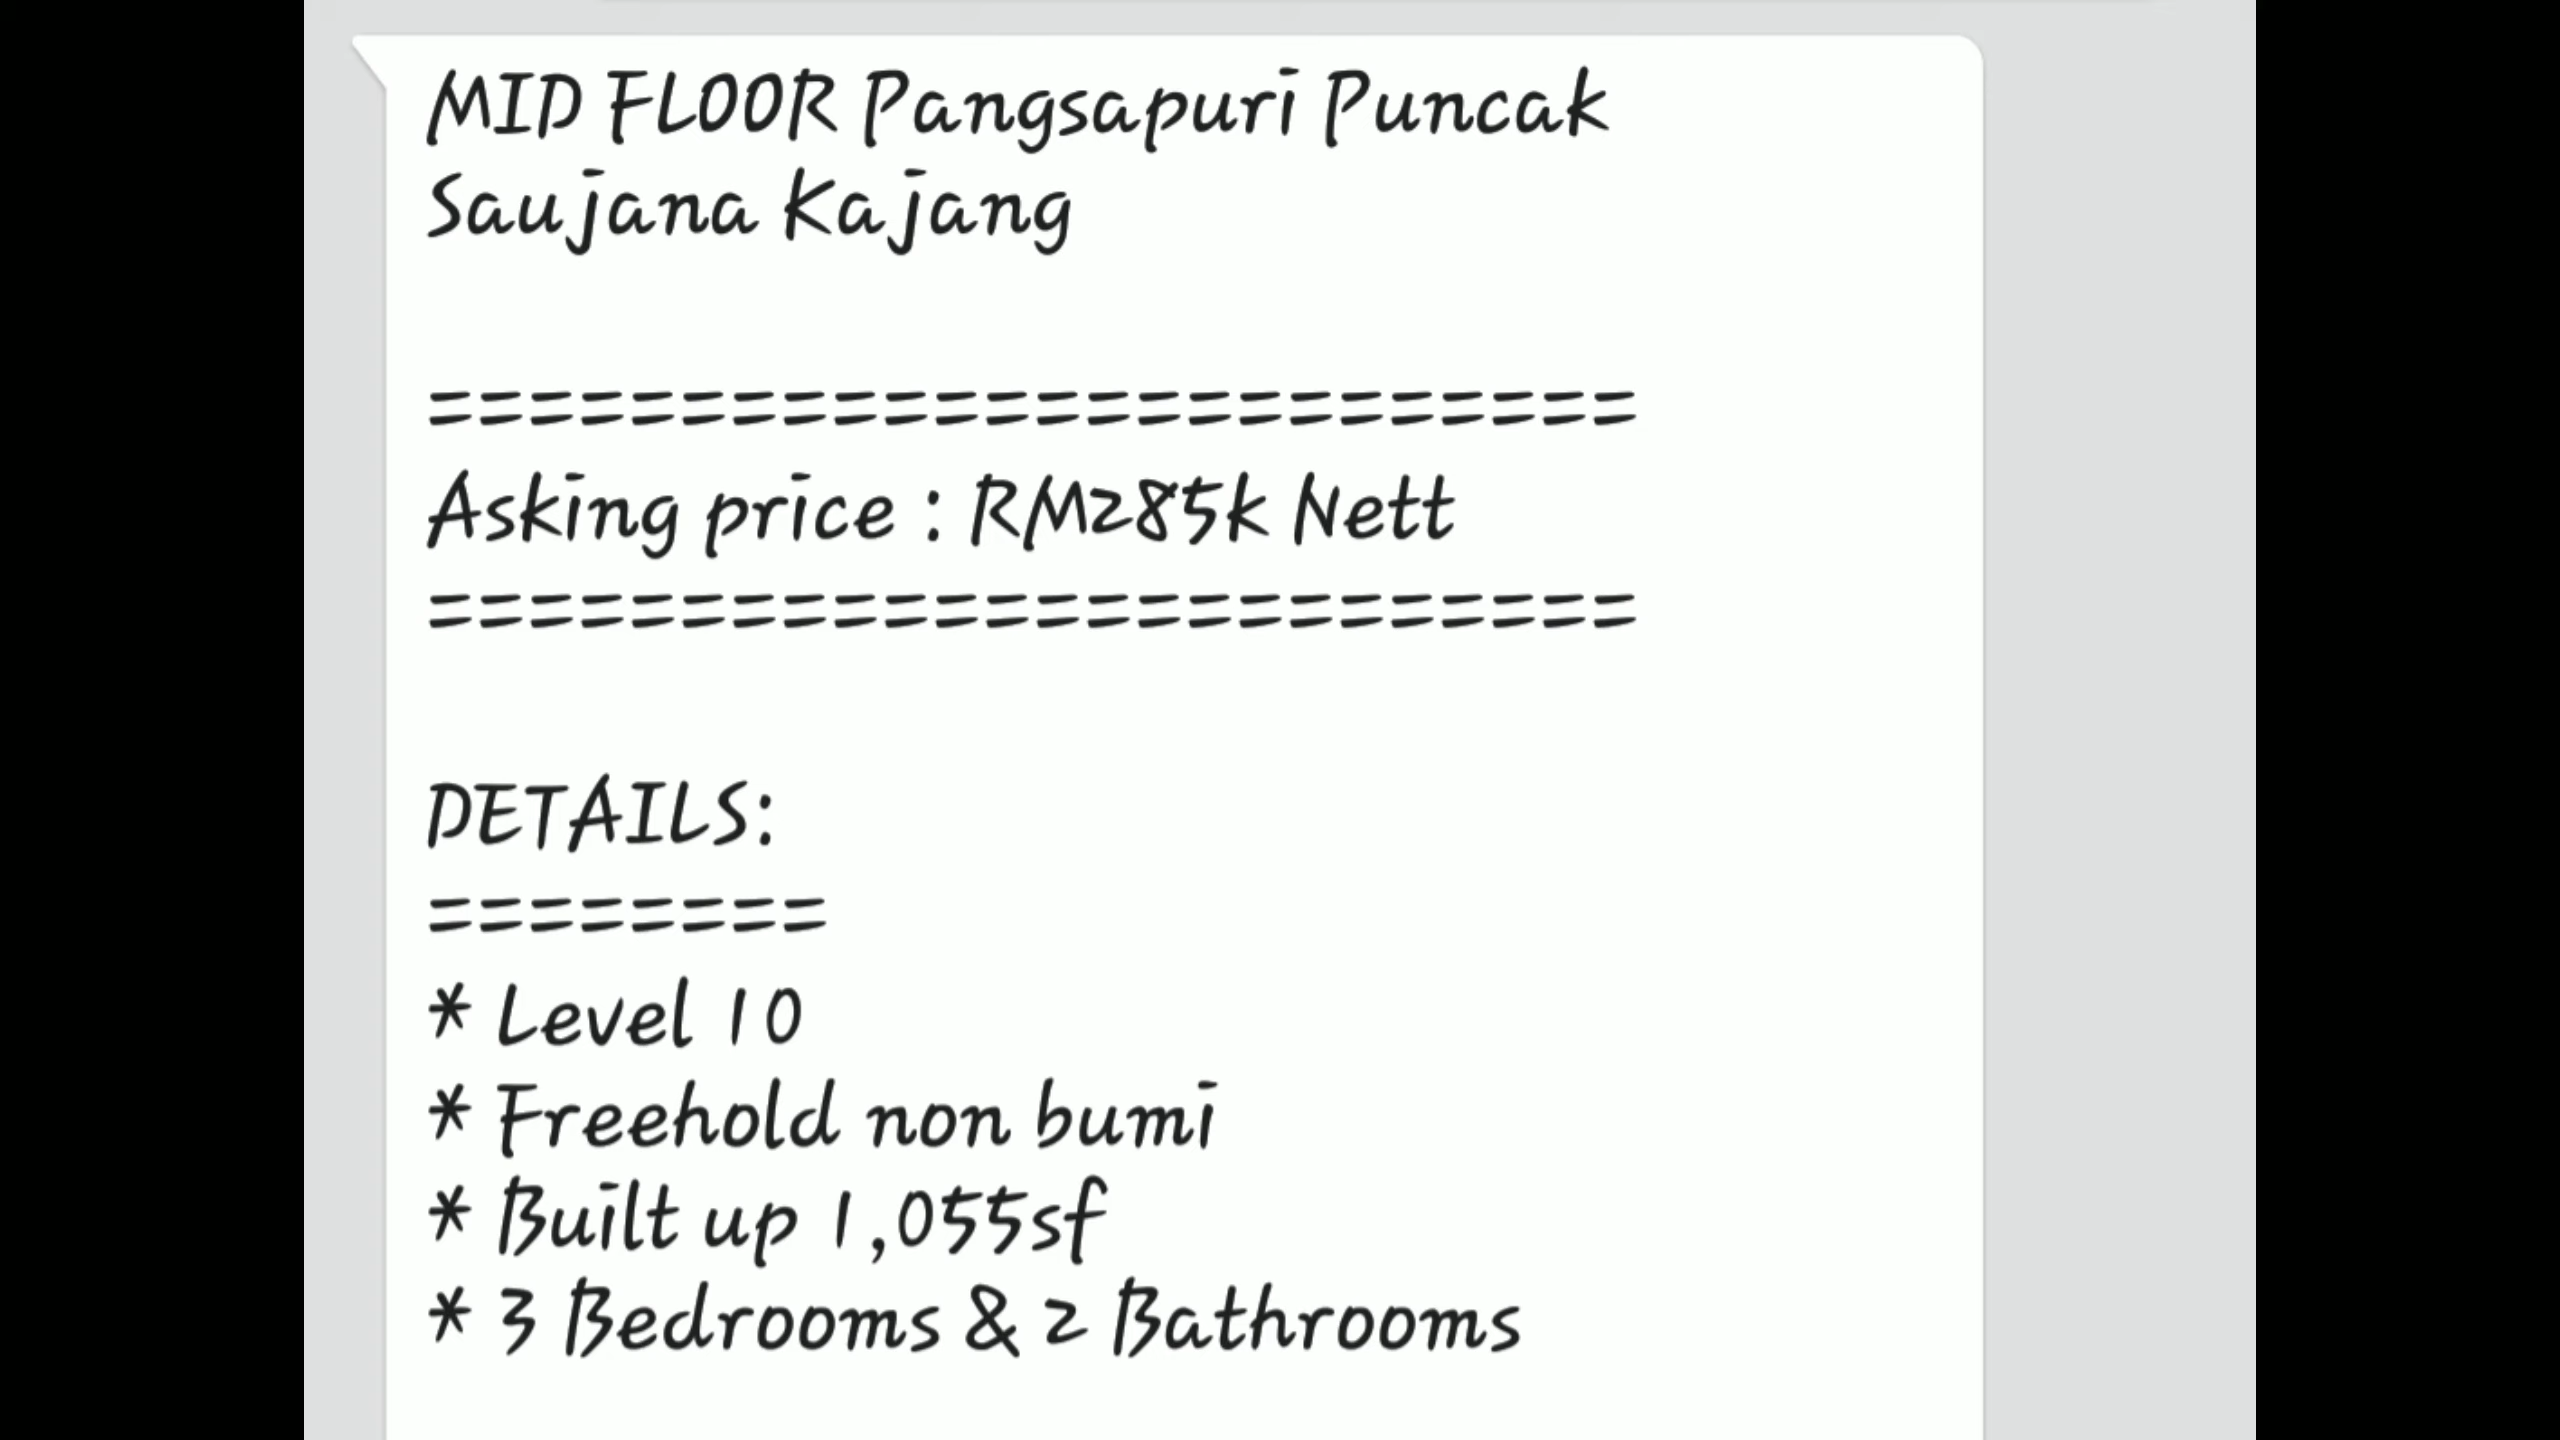 MID FLOOR Pangsapuri Puncak
Saujana Kajang
========================
Asking price : RM285k Nett
========================
DETAILS:
========
* Level 10
* Freehold non bumi
* Built up 1,055sf
* 3 Bedrooms & 2 Bathrooms